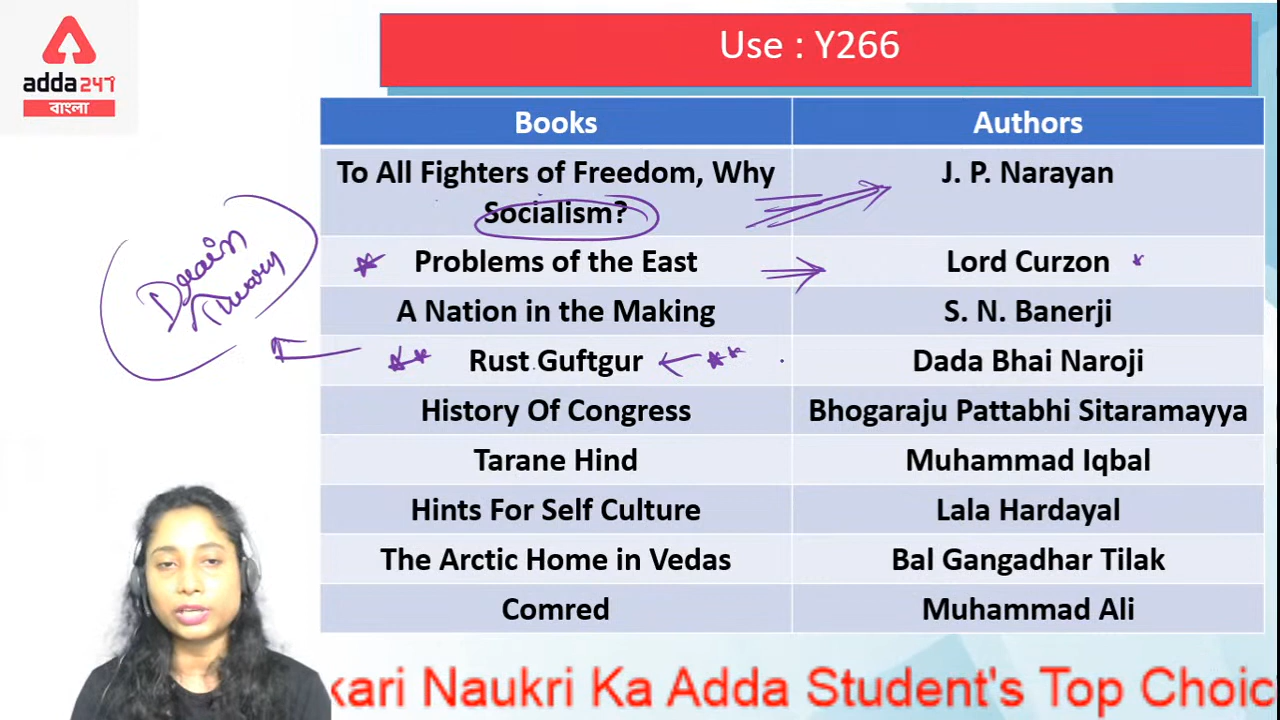 adda247
বাংলা
Use : Y266
Books
Authors
To All Fighters of Freedom, Why
Socialism?
J. P. Narayan
Problems of the East
Lord Curzon
A Nation in the Making
S. N. Banerji
Rust Guftgur
Dada Bhai Naroji
History Of Congress
Bhogaraju Pattabhi Sitaramayya
Tarane Hind
Muhammad Iqbal
Hints For Self Culture
Lala Hardayal
The Arctic Home in Vedas
Bal Gangadhar Tilak
Comred
Muhammad Ali
Drain
Theory
kari Naukri Ka Adda Student's Top Choic